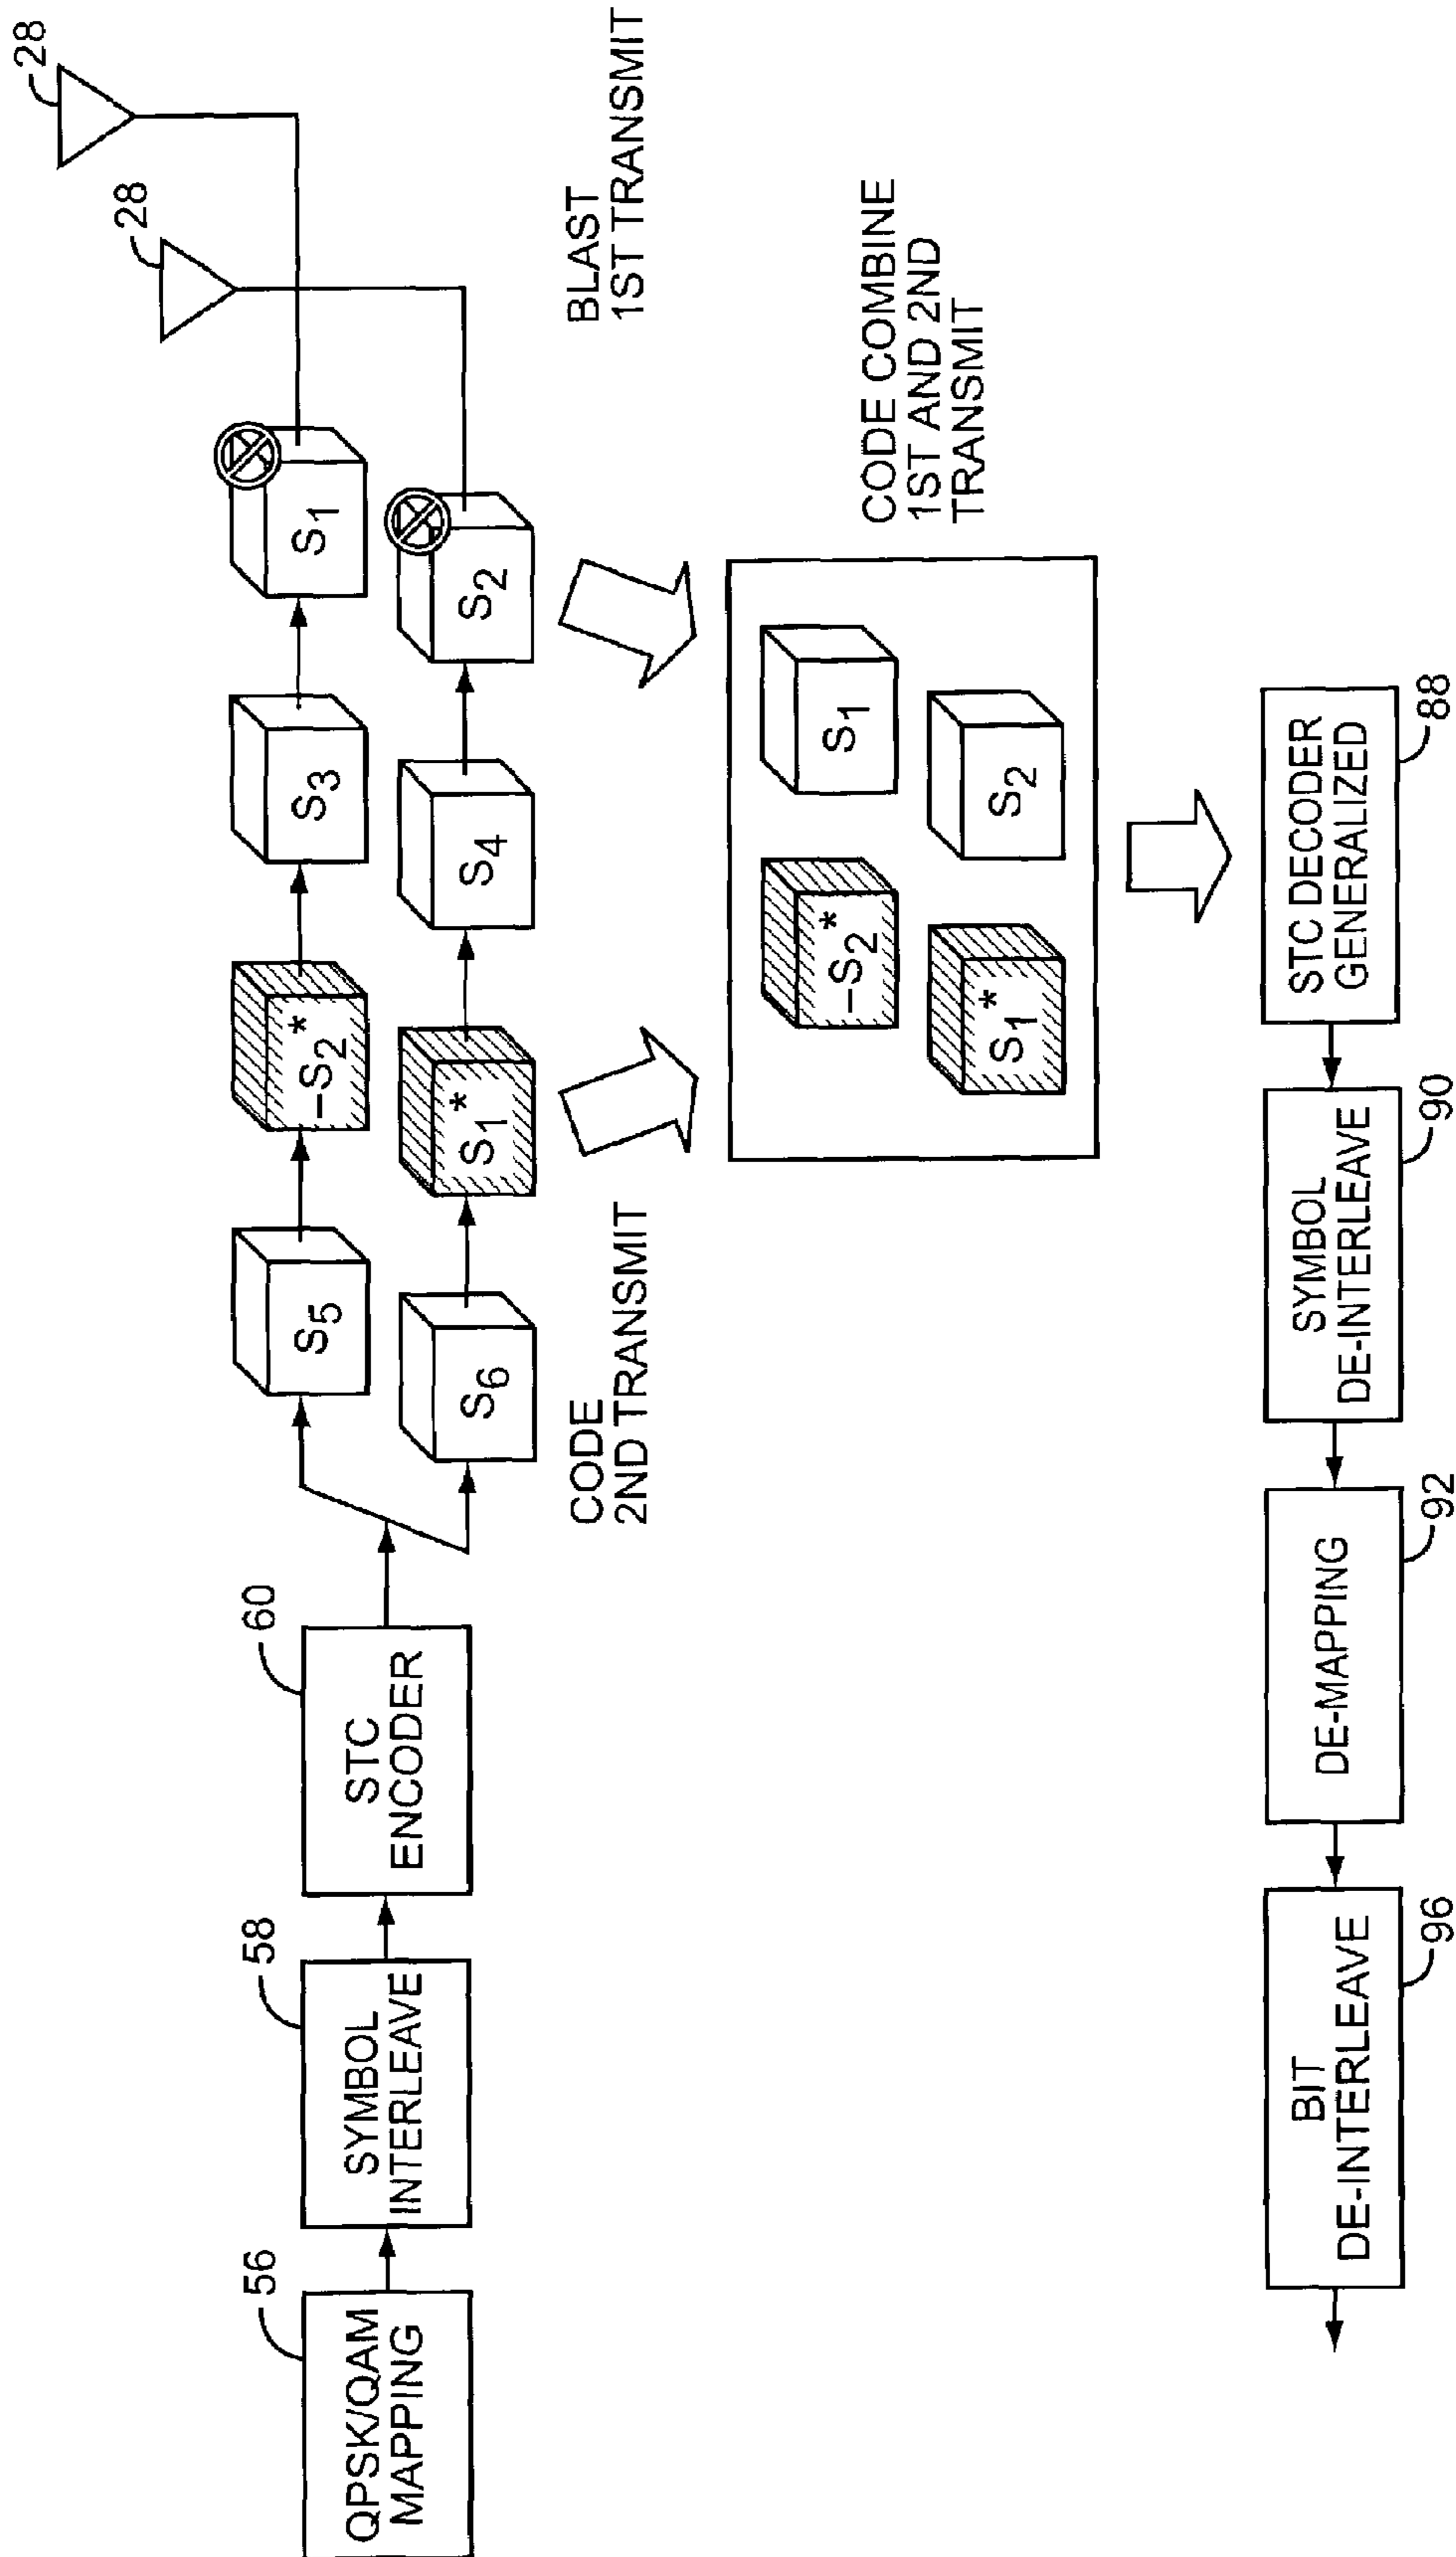 56
QPSK/QAM
MAPPING
58
SYMBOL
INTERLEAVE
60
STC
ENCODER
S5
-S2*
S3
S1
28
S6
S1*
S4
S2
28
CODE
2ND TRANSMIT
BLAST
1ST TRANSMIT
-S2*
S1
S1*
S2
CODE COMBINE
1ST AND 2ND
TRANSMIT
BIT
DE-INTERLEAVE
96
DE-MAPPING
92
SYMBOL
DE-INTERLEAVE
90
STC DECODER
GENERALIZED
88